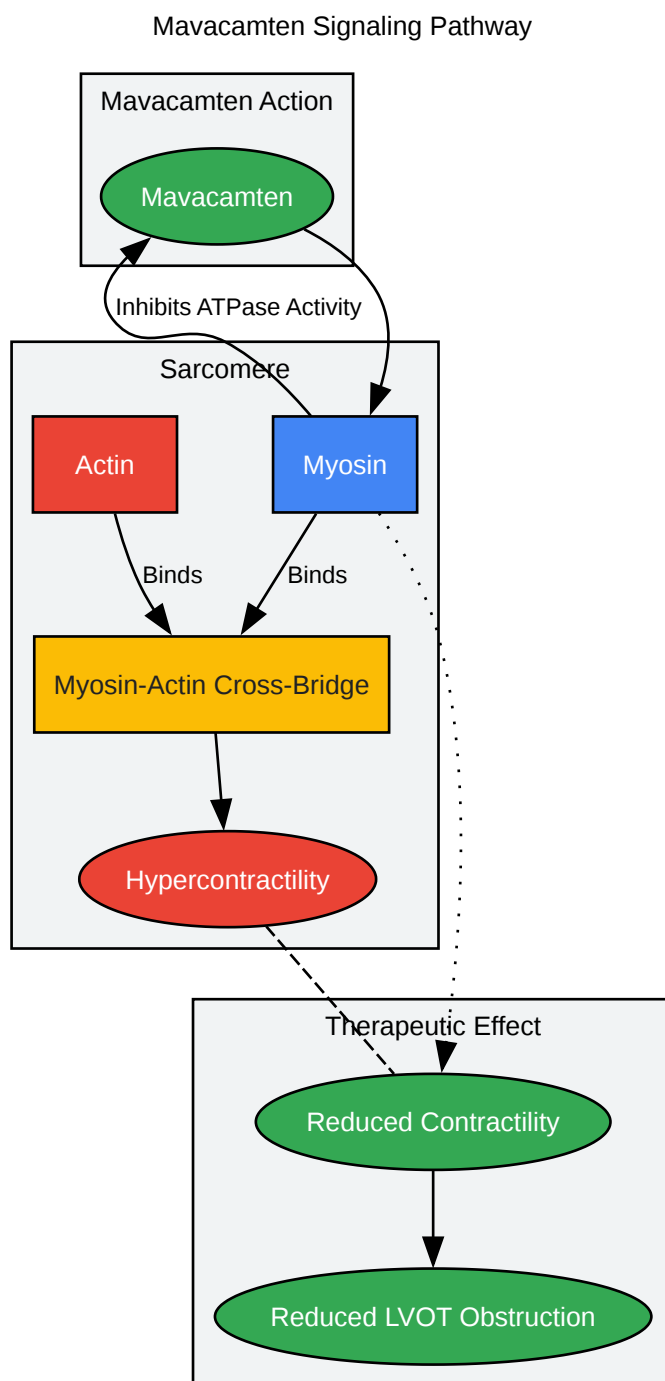 Mavacamten Signaling Pathway
Mavacamten Action
Mavacamten
Inhibits ATPase Activity
Sarcomere
Actin
Myosin
Binds
Binds
Myosin-Actin Cross-Bridge
Hypercontractility
Therapeutic Effect
Reduced Contractility
Reduced LVOT Obstruction